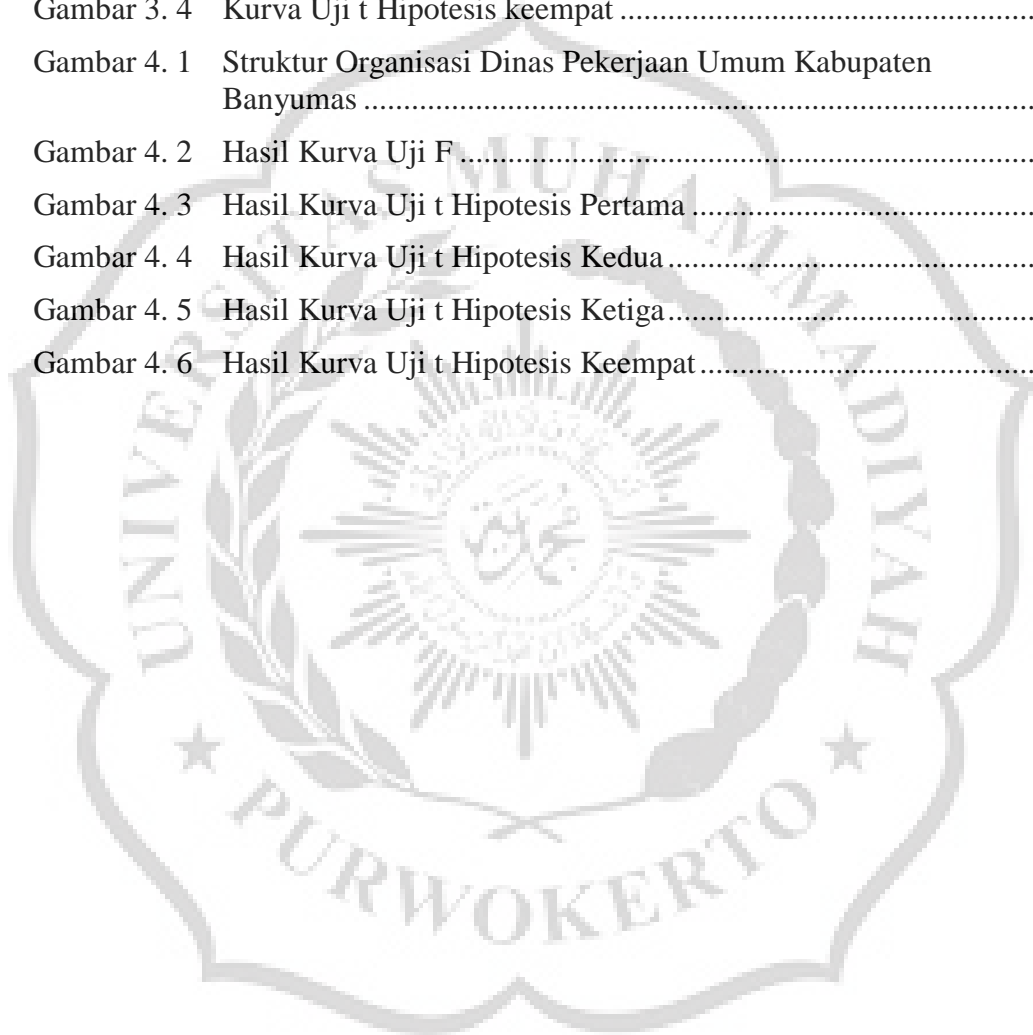 Gambar 3. 4 Kurva Uji t Hipotesis keempat ........................................
Gambar 4. 1 Struktur Organisasi Dinas Pekerjaan Umum Kabupaten
Banyumas ........................................................................
Gambar 4. 2 Hasil Kurva Uji F ............................................................
Gambar 4. 3 Hasil Kurva Uji t Hipotesis Pertama ....................................
Gambar 4. 4 Hasil Kurva Uji t Hipotesis Kedua .......................................
Gambar 4. 5 Hasil Kurva Uji t Hipotesis Ketiga .......................................
Gambar 4. 6 Hasil Kurva Uji t Hipotesis Keempat ...................................
UNIVERSITAS MUHAMMADIYAH
PURWOKERTO